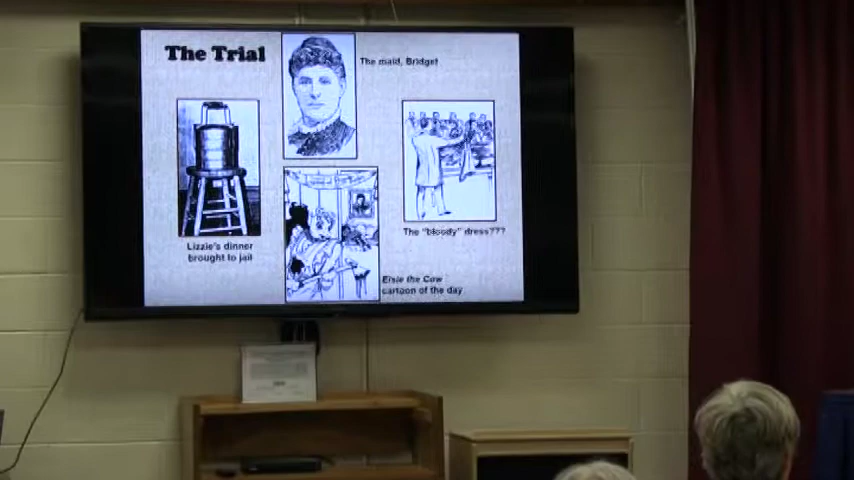 The Trial
The maid, Bridget
Lizzie's dinner
brought to jail
The "bloody" dress???
Elsie the Cow
cartoon of the day